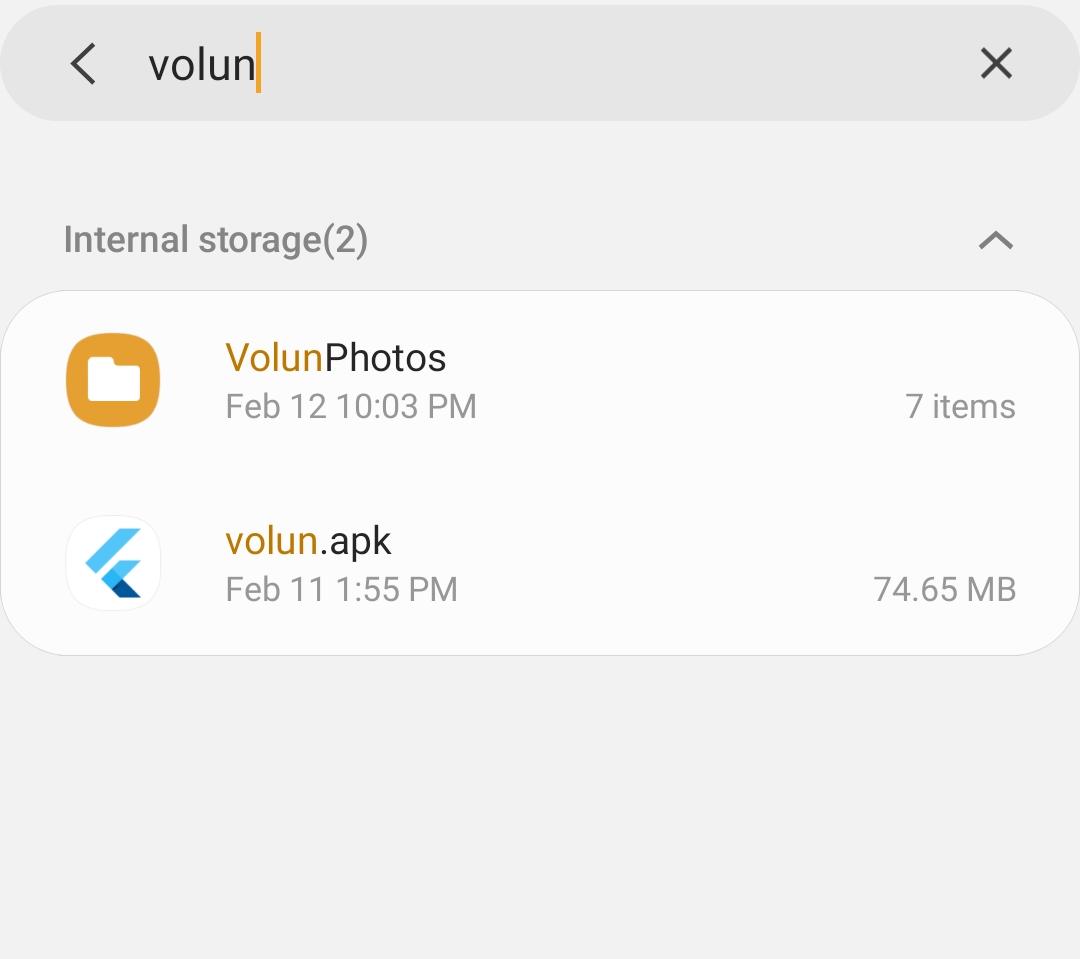 volun
Internal storage(2)
VolunPhotos
Feb 12 10:03 PM
7 items
volun.apk
Feb 11 1:55 PM
74.65 MB